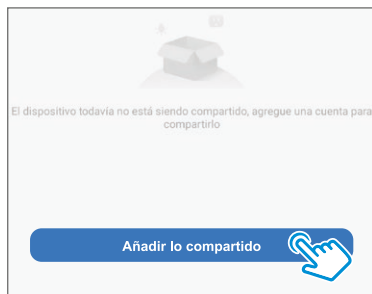 El dispositivo todavía no está siendo compartido, agregue una cuenta para
compartirlo
Añadir lo compartido